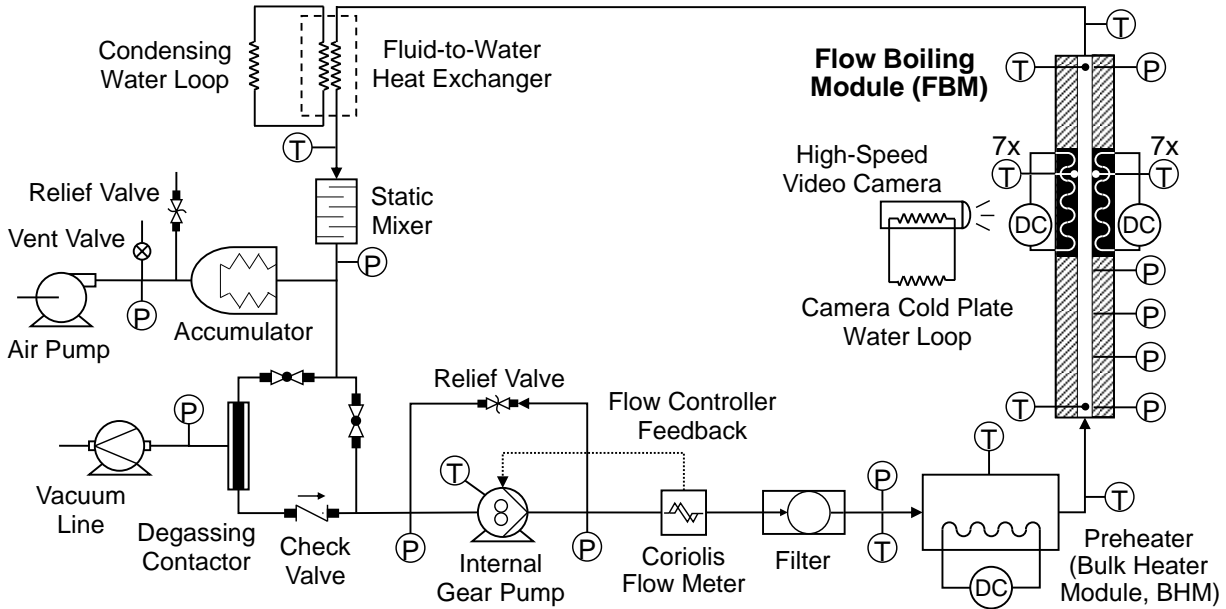 Condensing
Water Loop
Fluid-to-Water
Heat Exchanger
T
T
Flow Boiling
Module (FBM)
T
P
7x
T
7x
T
DC
DC
High-Speed
Video Camera
Camera Cold Plate
Water Loop
P
P
P
T
P
Relief Valve
Vent Valve
P
Air Pump
Accumulator
Static
Mixer
P
P
Vacuum
Line
Degassing
Contactor
Check
Valve
Relief Valve
Flow Controller
Feedback
T
P
P
Internal
Gear Pump
Coriolis
Flow Meter
Filter
P
T
T
T
DC
Preheater
(Bulk Heater
Module, BHM)